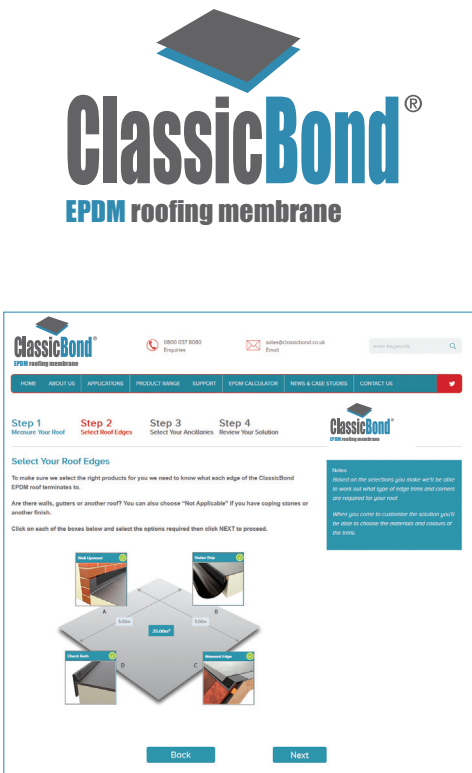 ClassicBond®
EPDM roofing membrane
ClassicBond®
EPDM roofing membrane
0800 037 8080
Enquiries
sales@classicbond.co.uk
Email
enter keywords
HOME ABOUT US APPLICATIONS PRODUCT RANGE SUPPORT EPDM CALCULATOR NEWS & CASE STUDIES CONTACT US
Step 1
Measure Your Roof
Step 2
Select Roof Edges
Step 3
Select Your Ancillaries
Step 4
Review Your Solution
ClassicBond®
EPDM roofing membrane
Select Your Roof Edges
To make sure we select the right products for you we need to know what each edge of the ClassicBond
EPDM roof terminates to.
Are there walls, gutters or another roof? You can also choose "Not Applicable" if you have coping stones or
another finish.
Click on each of the boxes below and select the options required then click NEXT to proceed.
Notes
Based on the selections you make we'll be able
to work out what type of edge trims and corners
are required for your roof.
When you come to customise the solution you'll
be able to choose the materials and colours of
the trims.
Wall Upstand
Gutter Drip
A
B
5.00m
5.00m
25.00m²
Check Kerb
D
C
Bonded Edge
Back
Next